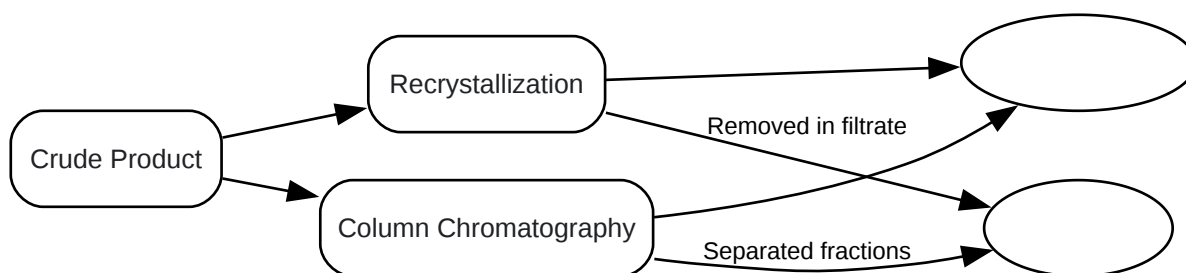 Recrystallization
Removed in filtrate
Crude Product
Column Chromatography
Separated fractions